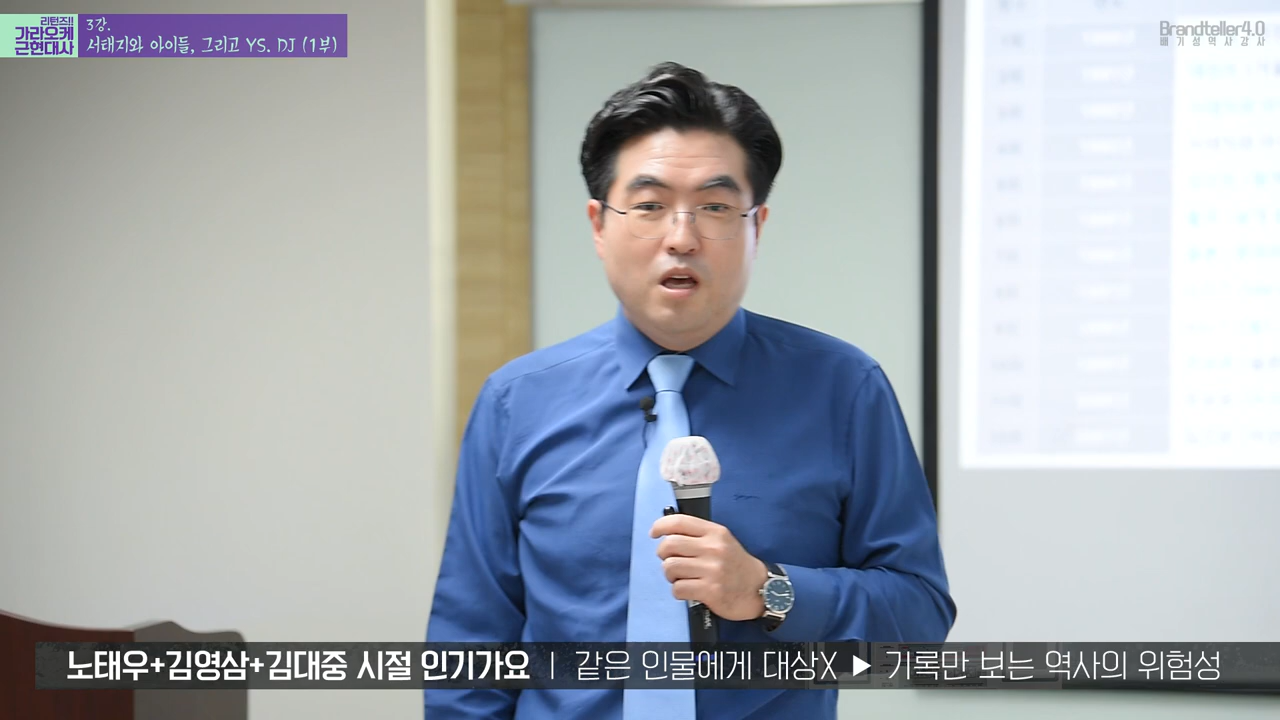 리턴즈!!
가라오케
근현대사
3강.
서태지와 아이들, 그리고 YS. DJ (1부)
Brandteller4.0
배기성역사강사
노태우+김영삼+김대중 시절 인기가요 | 같은 인물에게 대상X ▶ 기록만 보는 역사의 위험성